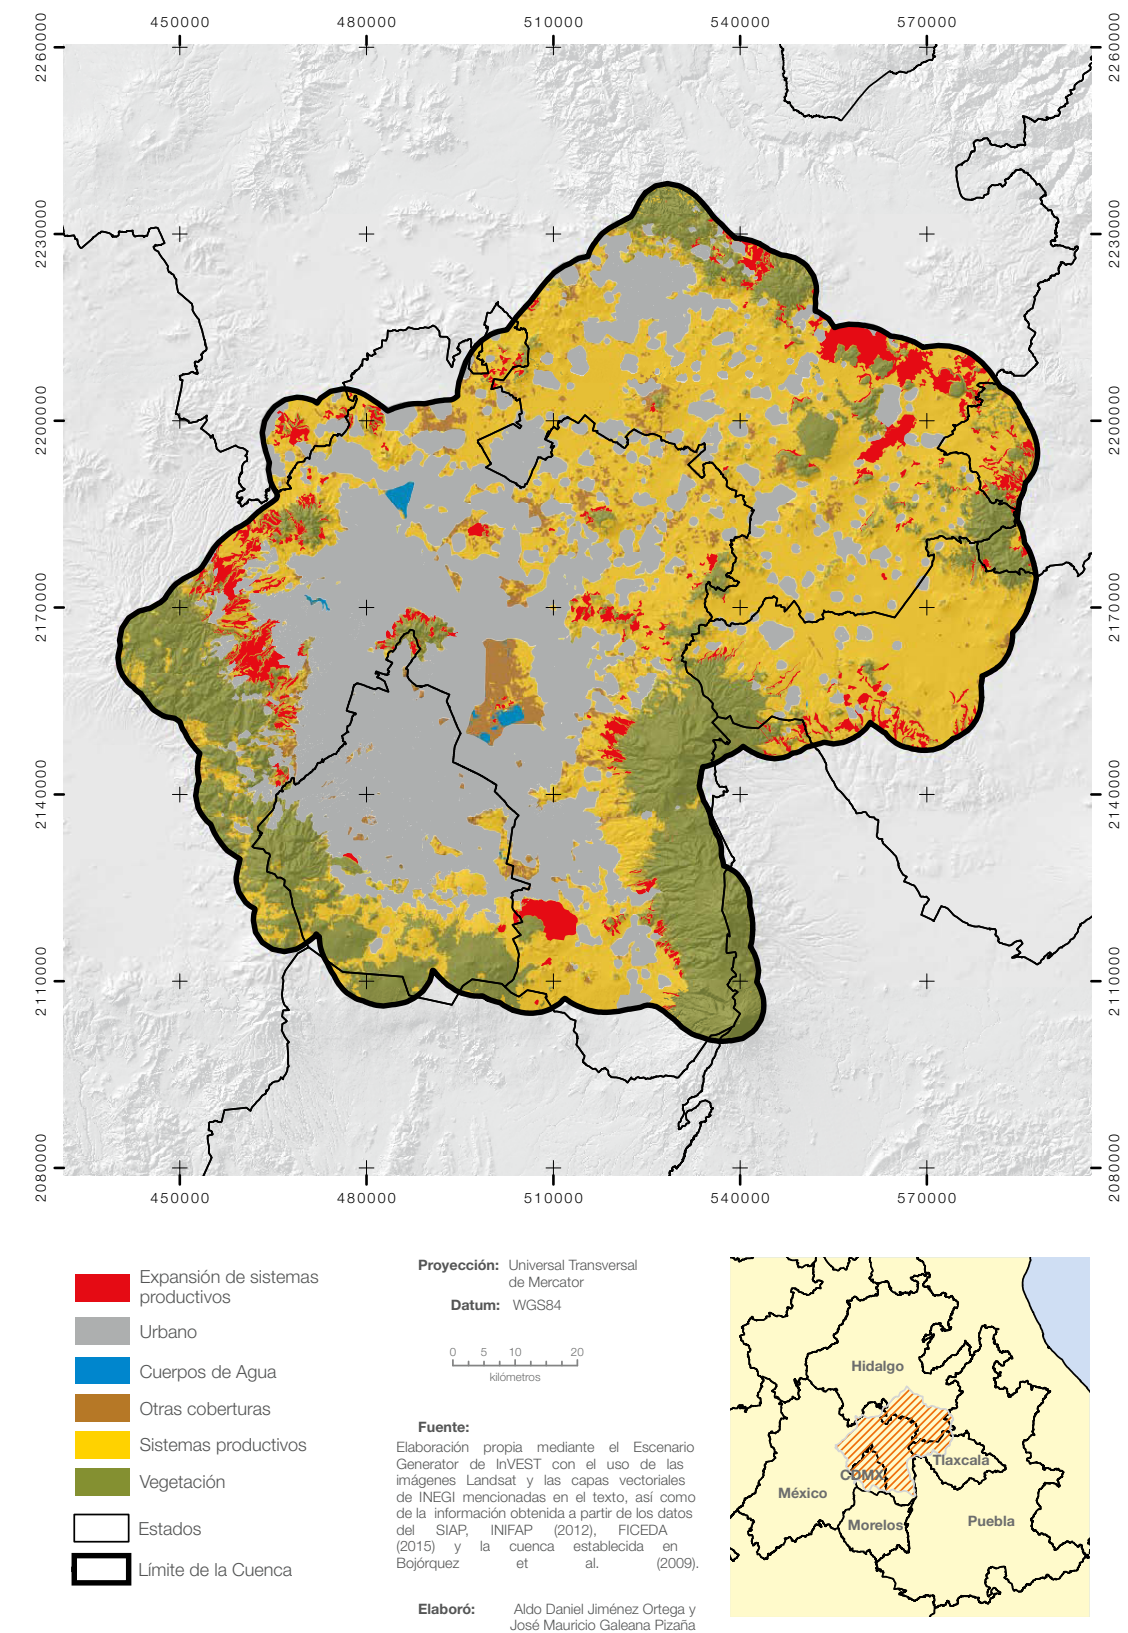 450000
480000
510000
540000
570000
2260000
2260000
2230000
2230000
2200000
2200000
2170000
2170000
2140000
2140000
2110000
2110000
2080000
2080000
450000
480000
510000
540000
570000
Expansión de sistemas
productivos
Urbano
Cuerpos de Agua
Otras coberturas
Sistemas productivos
Vegetación
Estados
Límite de la Cuenca
Proyección: Universal Transversal
de Mercator
Datum: WGS84
0 5 10 20
kilómetros
Fuente:
Elaboración propia mediante el Escenario
Generator de InVEST con el uso de las
imágenes Landsat y las capas vectoriales
de INEGI mencionadas en el texto, así como
de la información obtenida a partir de los datos
del SIAP, INIFAP (2012), FICEDA
(2015) y la cuenca establecida en
Bojórquez et al. (2009).
Elaboró: Aldo Daniel Jiménez Ortega y
José Mauricio Galeana Pizaña
Hidalgo
Tlaxcala
CDMX
México
Morelos
Puebla